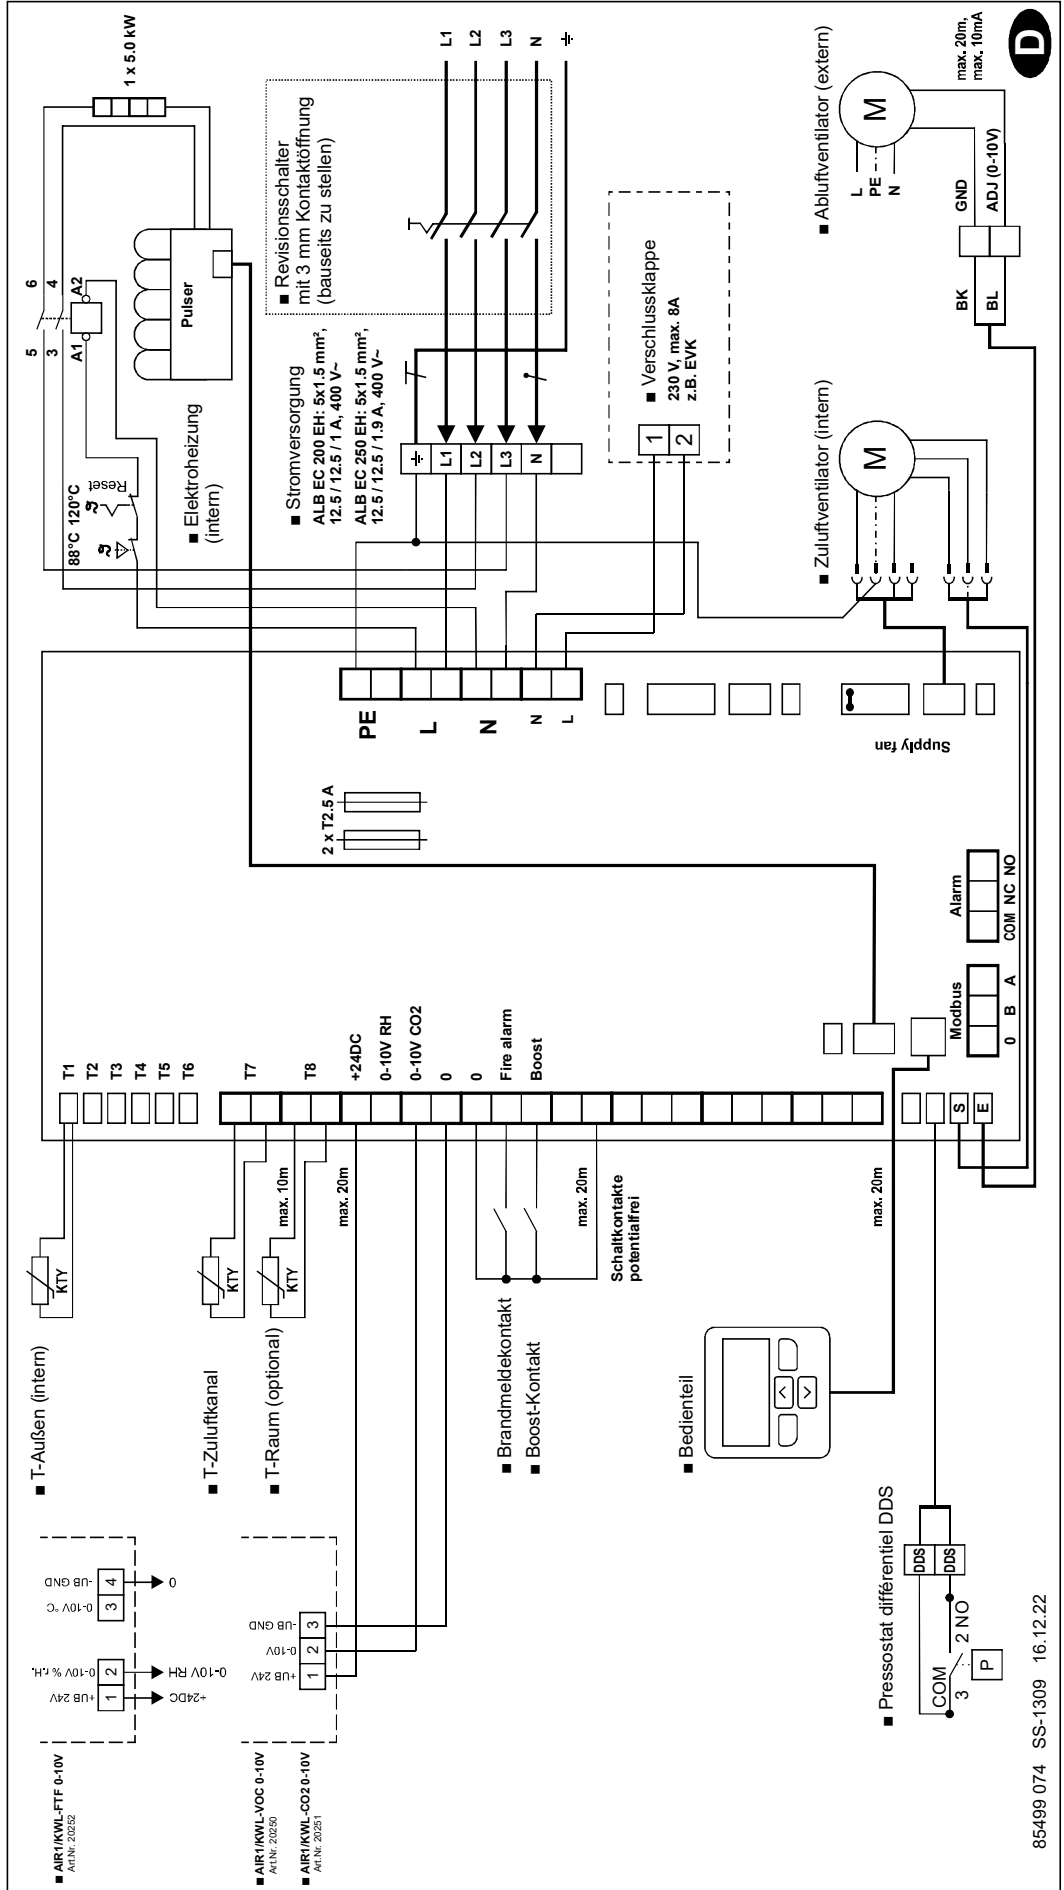 ■ AIR1/KWL-FTF 0-10V
Art.Nr. 20252
+UB 24V
0-10V % r.H.
0-10V °C
-UB GND
1
2
3
4
+24DC
0-10V RH
0
■ AIR1/KWL-VOC 0-10V
Art.Nr. 20250
■ AIR1/KWL-CO2 0-10V
Art.Nr. 20251
+UB 24V
0-10V
-UB GND
1
2
3
■ T-Außen (intern)
KTY
■ T-Zuluftkanal
KTY
max. 10m
■ T-Raum (optional)
KTY
max. 20m
■ Brandmeldekontakt
■ Boost-Kontakt
max. 20m
Schaltkontakte
potentialfrei
■ Bedienteil
max. 20m
■ Pressostat différentiel DDS
DDS
DDS
COM
3
2 NO
P
85499 074 SS-1309 16.12.22
T1
T2
T3
T4
T5
T6
T7
T8
+24DC
0-10V RH
0-10V CO2
0
0
Fire alarm
Boost
S
E
Modbus
0 B A
Alarm
COM NC NO
2 x T2.5 A
PE
L
N
N
L
Supply fan
88°C 120°C
Reset
■ Elektroheizung
(intern)
5
6
3
4
A1
A2
Pulser
1 x 5.0 kW
■ Stromversorgung
ALB EC 200 EH: 5x1.5 mm²,
12.5 / 12.5 / 1 A, 400 V~
ALB EC 250 EH: 5x1.5 mm²,
12.5 / 12.5 / 1.9 A, 400 V~
L1
L2
L3
N
■ Revisionsschalter
mit 3 mm Kontaktöffnung
(bauseits zu stellen)
L1
L2
L3
N
■ Verschlussklappe
230 V, max. 8A
z.B. EVK
1
2
■ Zuluftventilator (intern)
M
■ Abluftventilator (extern)
M
L
PE
N
BK
BL
GND
ADJ (0-10V)
max. 20m,
max. 10mA
D